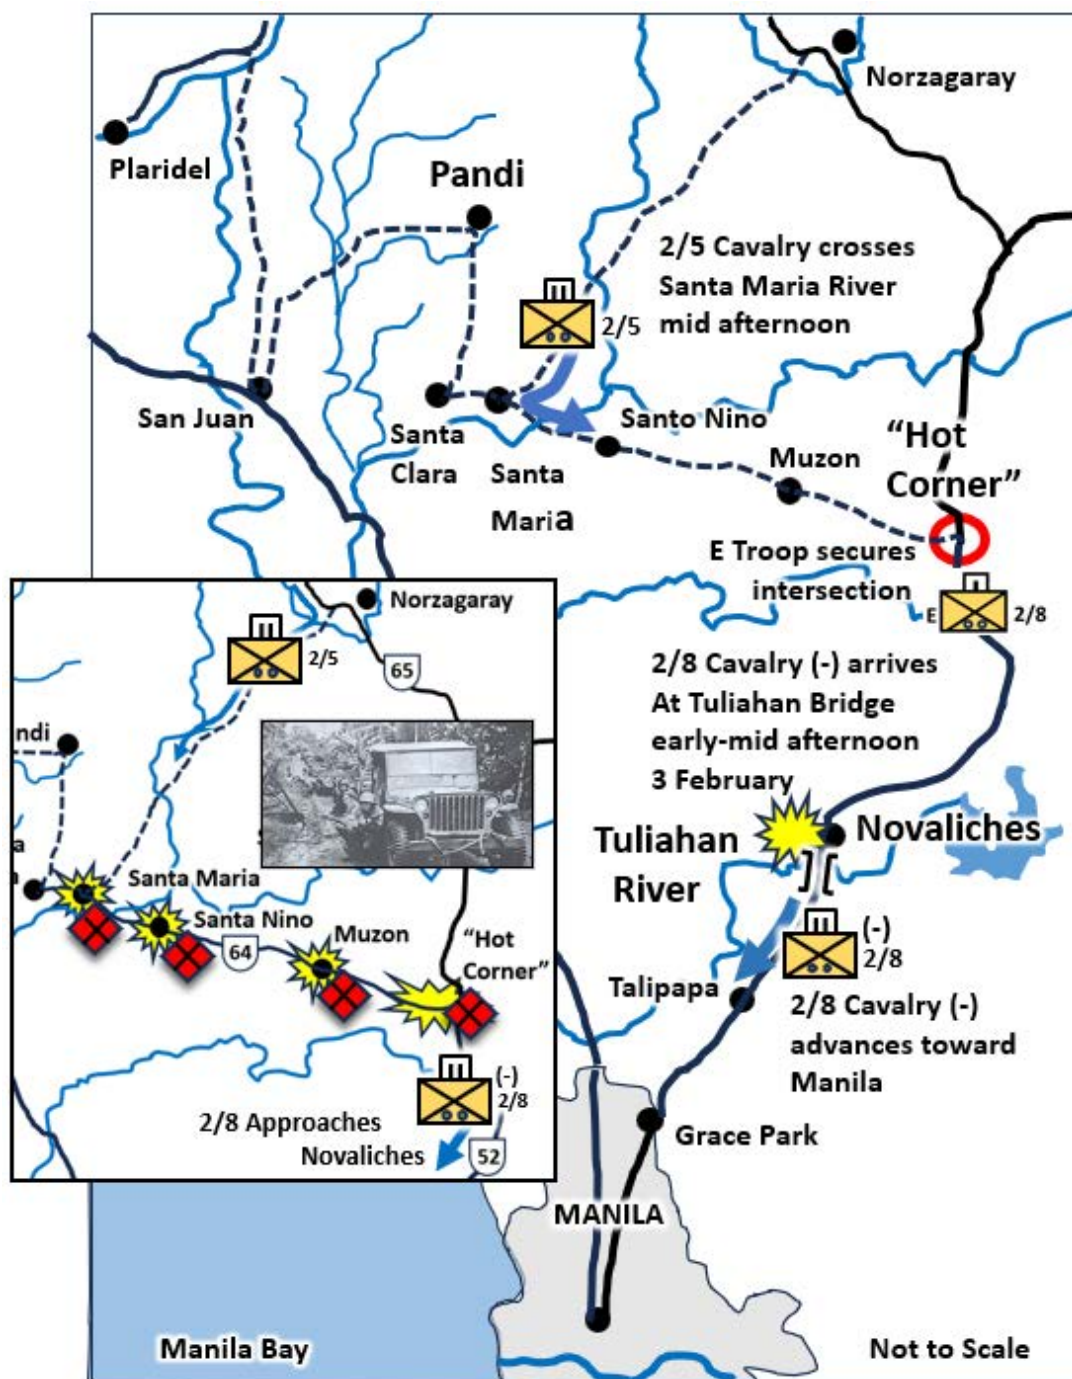 Norzagaray
Plaridel
Pandi
2/5 Cavalry crosses
Santa Maria River
mid afternoon
2/5
San Juan
Santa
Clara
Santa
Maria
Santo Nino
Muzon
“Hot
Corner”
E Troop secures
intersection
E
2/8
2/8 Cavalry (-) arrives
At Tuliahan Bridge
early-mid afternoon
3 February
Tuliahan
River
Novaliches
(-)
2/8
Talipapa
2/8 Cavalry (-)
advances toward
Manila
Grace Park
MANILA
Manila Bay
Not to Scale
Norzagaray
2/5
65
ndi
a
Santa Maria
Santa Nino
64
Muzon
“Hot
Corner”
(-)
2/8
2/8 Approaches
Novaliches
52